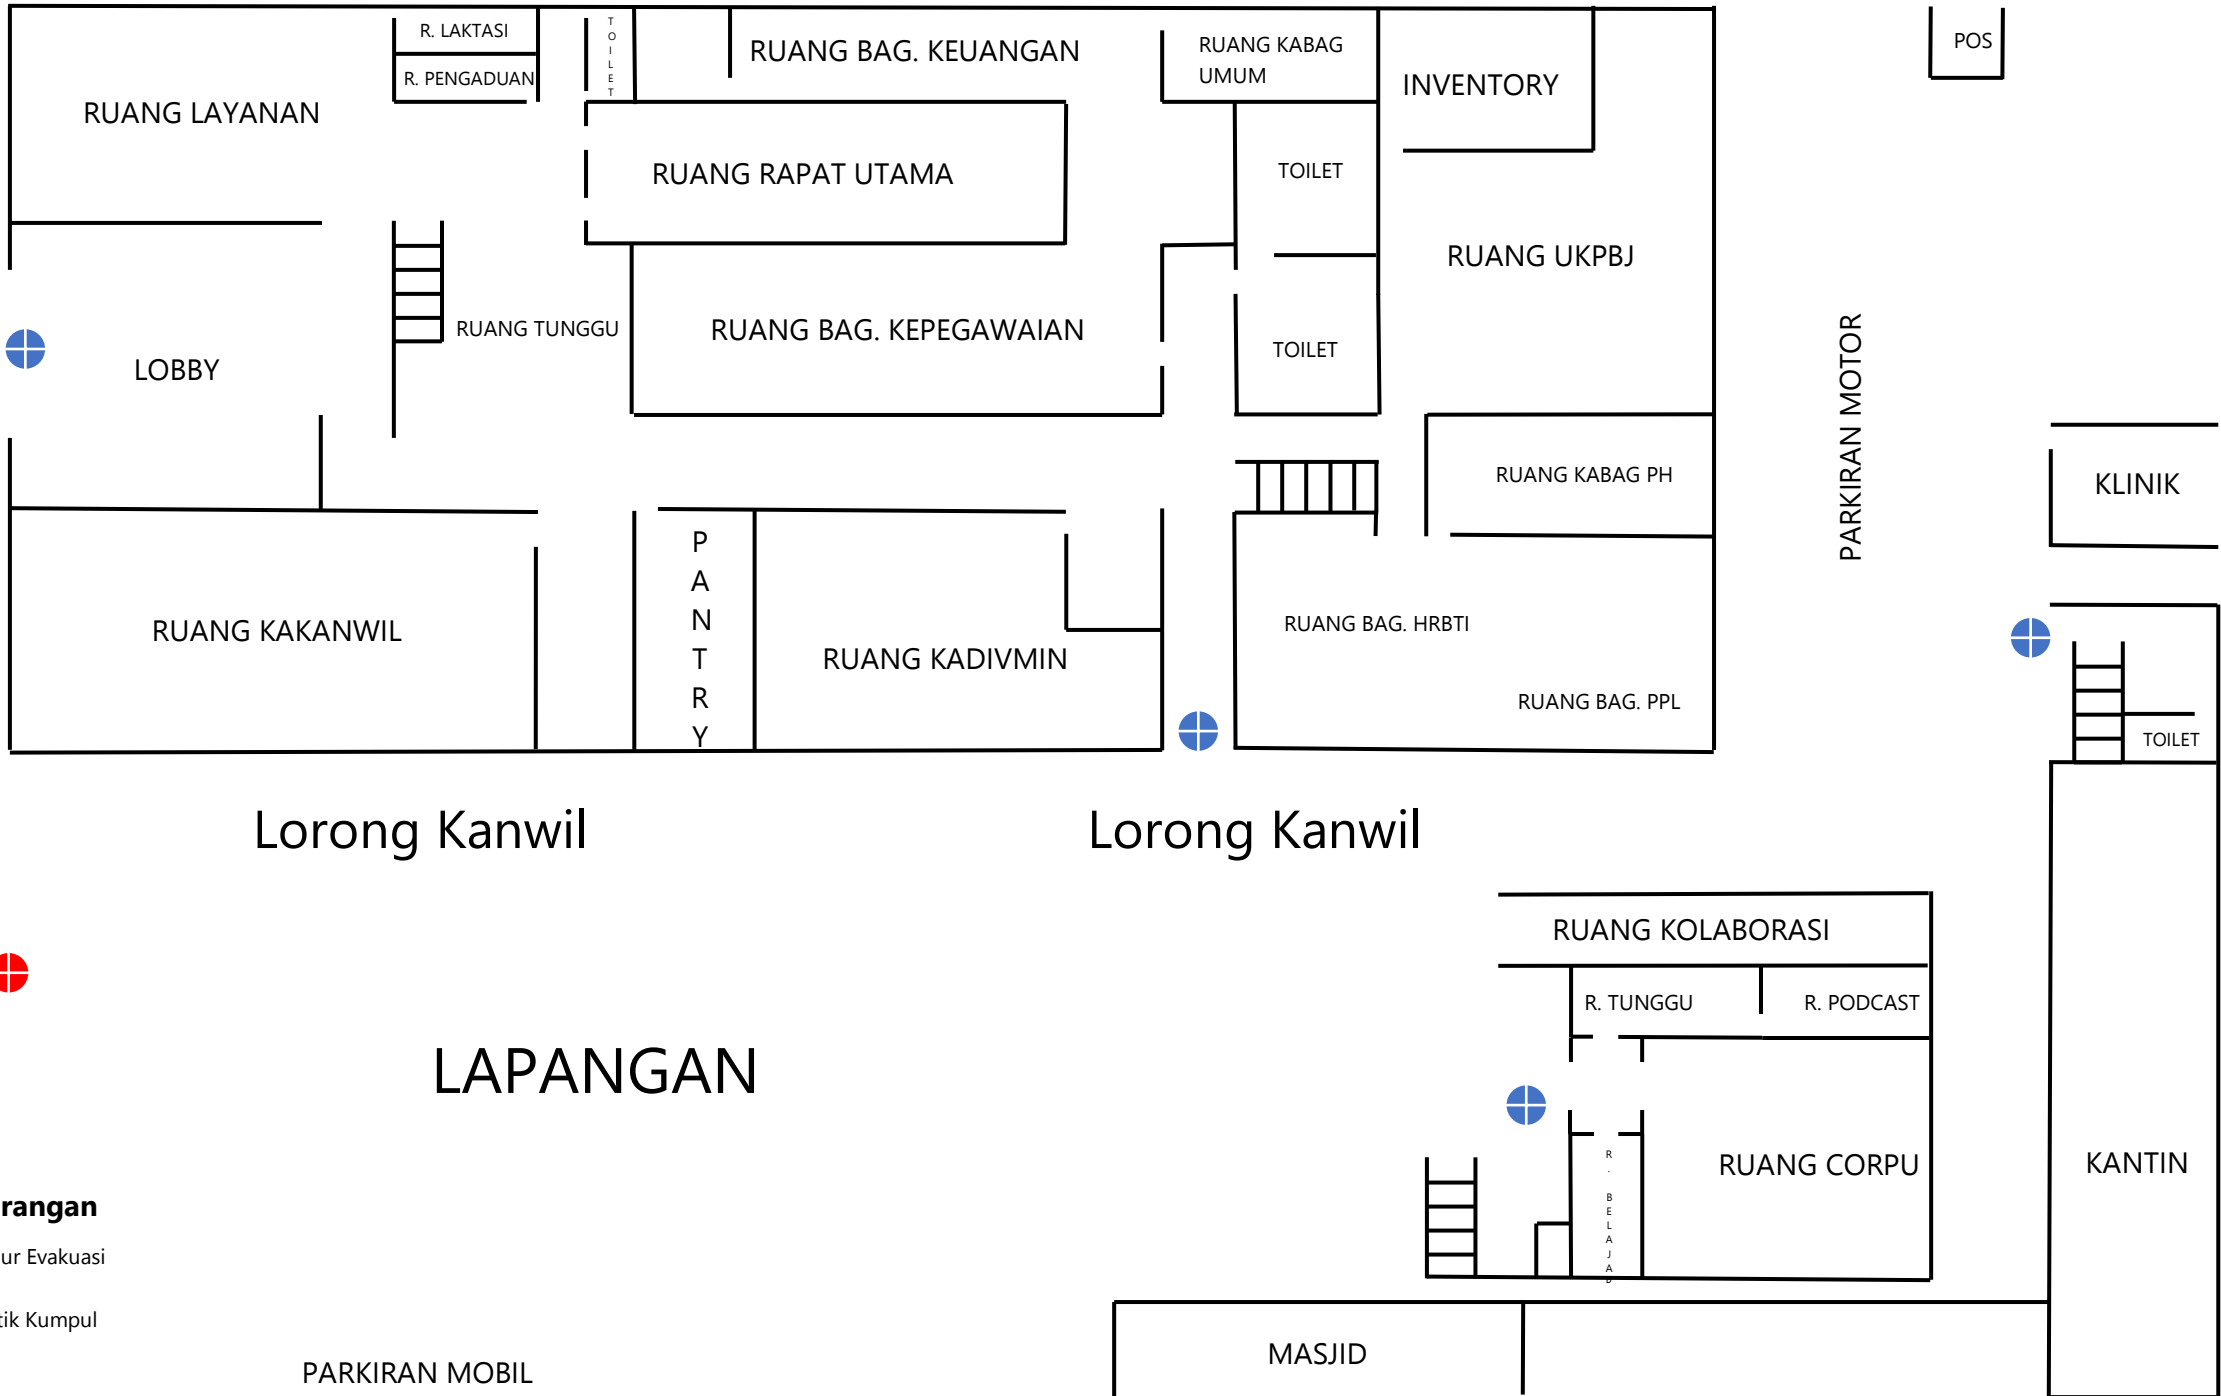 R. LAKTASI
R. PENGADUAN
TOILET
RUANG BAG. KEUANGAN
RUANG KABAG
UMUM
INVENTORY
POS
RUANG LAYANAN
RUANG RAPAT UTAMA
TOILET
RUANG UKPBJ
RUANG TUNGGU
RUANG BAG. KEPEGAWAIAN
TOILET
LOBBY
PARKIRAN MOTOR
RUANG KABAG PH
KLINIK
PANTRY
RUANG KAKANWIL
RUANG KADIVMIN
RUANG BAG. HRBTI
RUANG BAG. PPL
TOILET
Lorong Kanwil
Lorong Kanwil
RUANG KOLABORASI
R. TUNGGU
R. PODCAST
LAPANGAN
R. BELAJA
RUANG CORPU
KANTIN
rangan
ur Evakuasi
tik Kumpul
MASJID
PARKIRAN MOBIL